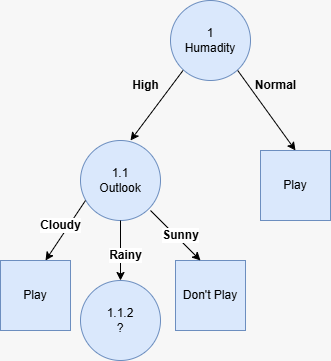 1
Humadity
High
Normal
1.1
Outlook
Play
Cloudy
Rainy
Sunny
Play
1.1.2
?
Don't Play